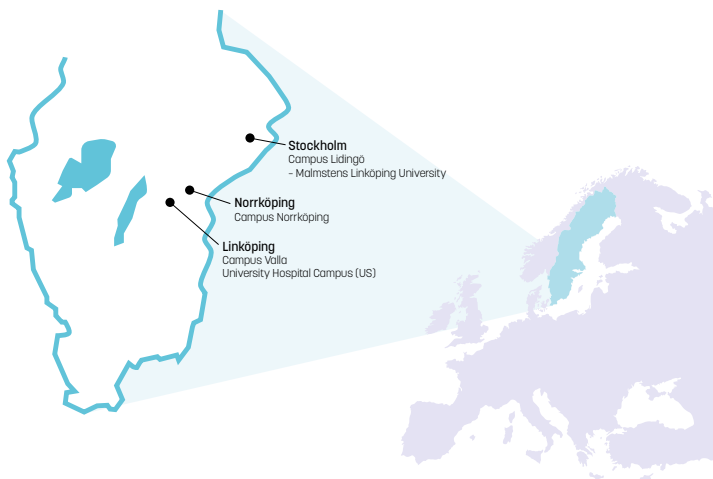 Stockholm
Campus Lidingö
- Malmstens Linköping University
Norrköping
Campus Norrköping
Linköping
Campus Valla
University Hospital Campus (US)